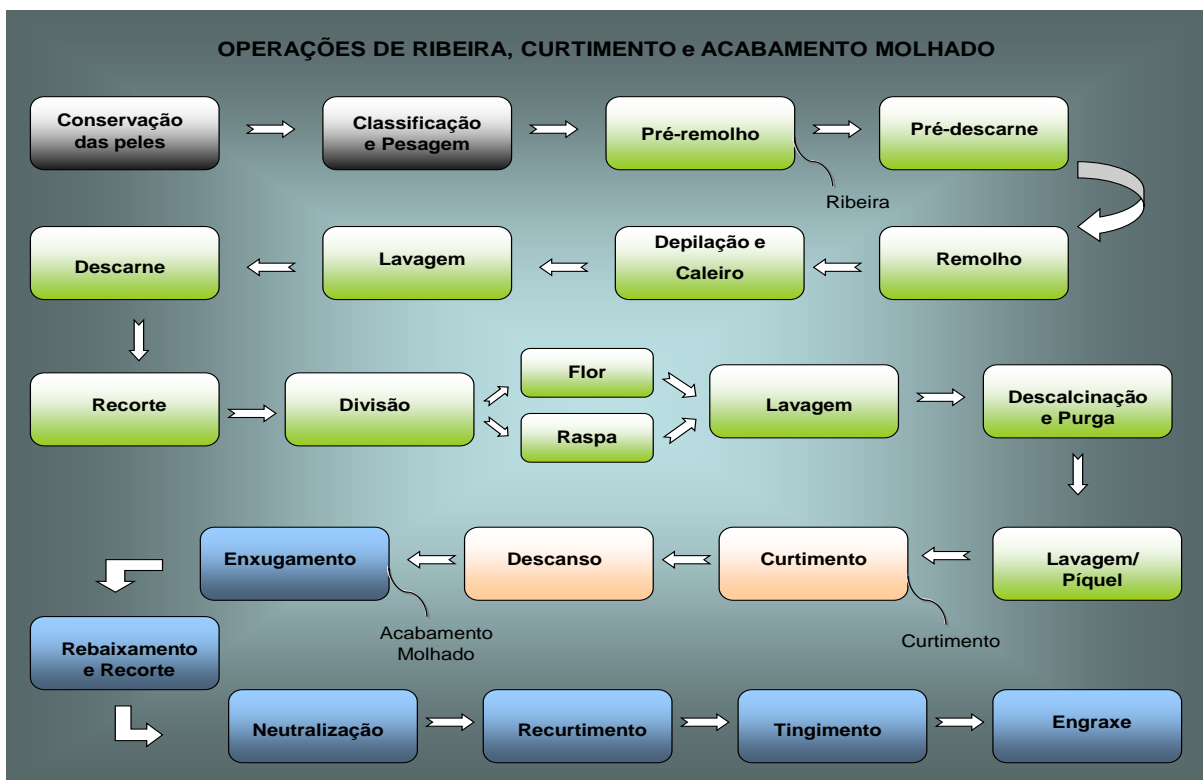 OPERAÇÕES DE RIBEIRA, CURTIMENTO e ACABAMENTO MOLHADO
Conservação
das peles
Classificação
e Pesagem
Pré-remolho
Pré-descarne
Ribeira
Descarne
Lavagem
Depilação e
Caleiro
Remolho
Recorte
Divisão
Flor
Raspa
Lavagem
Descalcinação
e Purga
Enxugamento
Descanso
Curtimento
Lavagem/
Píquel
Acabamento
Molhado
Curtimento
Rebaixamento
e Recorte
Neutralização
Recurtimento
Tingimento
Engraxe